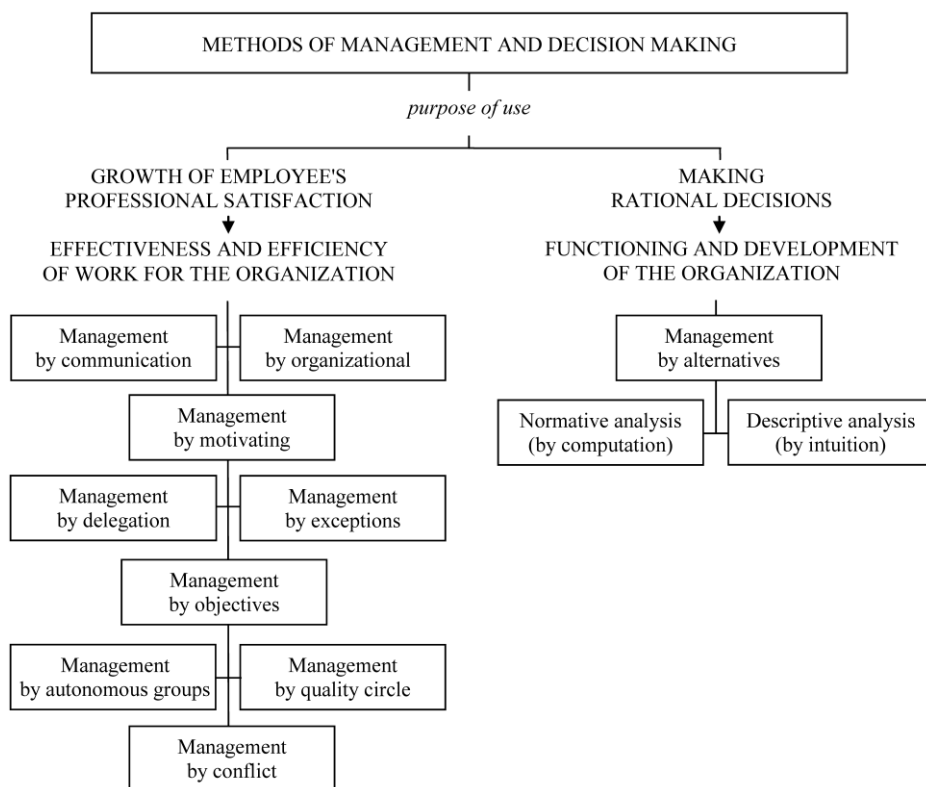 METHODS OF MANAGEMENT AND DECISION MAKING
purpose of use
GROWTH OF EMPLOYEE'S
PROFESSIONAL SATISFACTION
EFFECTIVENESS AND EFFICIENCY
OF WORK FOR THE ORGANIZATION
Management
by communication
Management
by organizational
Management
by motivating
Management
by delegation
Management
by exceptions
Management
by objectives
Management
by autonomous groups
Management
by quality circle
Management
by conflict
MAKING
RATIONAL DECISIONS
FUNCTIONING AND DEVELOPMENT
OF THE ORGANIZATION
Management
by alternatives
Normative analysis
(by computation)
Descriptive analysis
(by intuition)